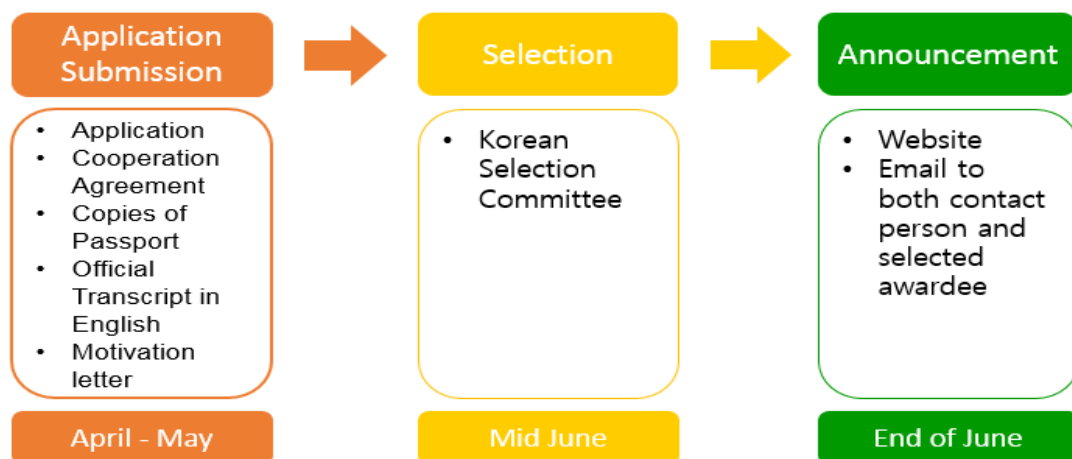 Application
Submission
Selection
Announcement
• Application
• Cooperation
Agreement
• Copies of
Passport
• Official
Transcript in
English
• Motivation
letter
• Korean
Selection
Committee
• Website
• Email to
both contact
person and
selected
awardee
April - May
Mid June
End of June